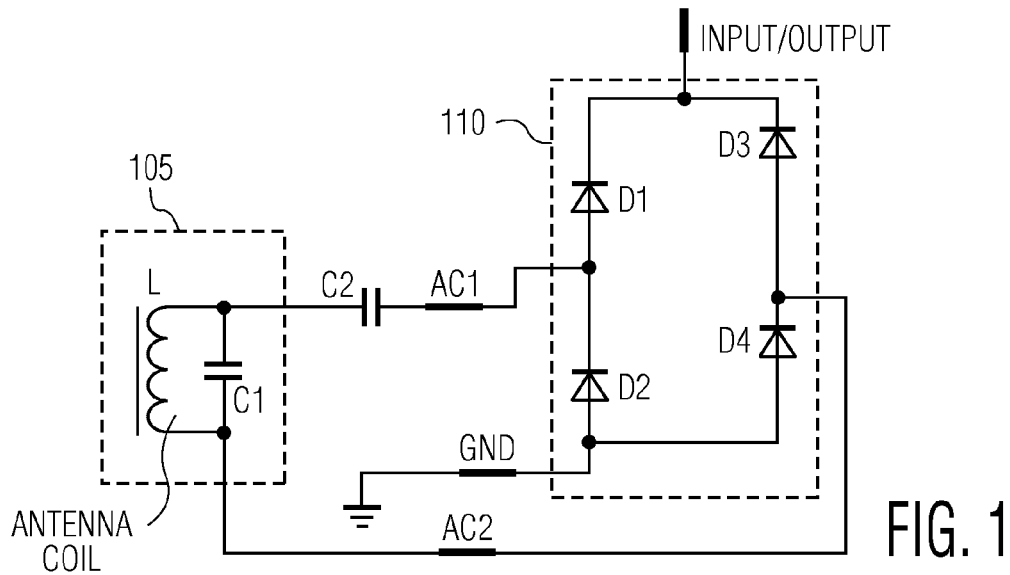 INPUT/OUTPUT
110
D3
105
D1
L
C2
AC1
D4
C1
D2
GND
ANTENNA
COIL
AC2
FIG. 1